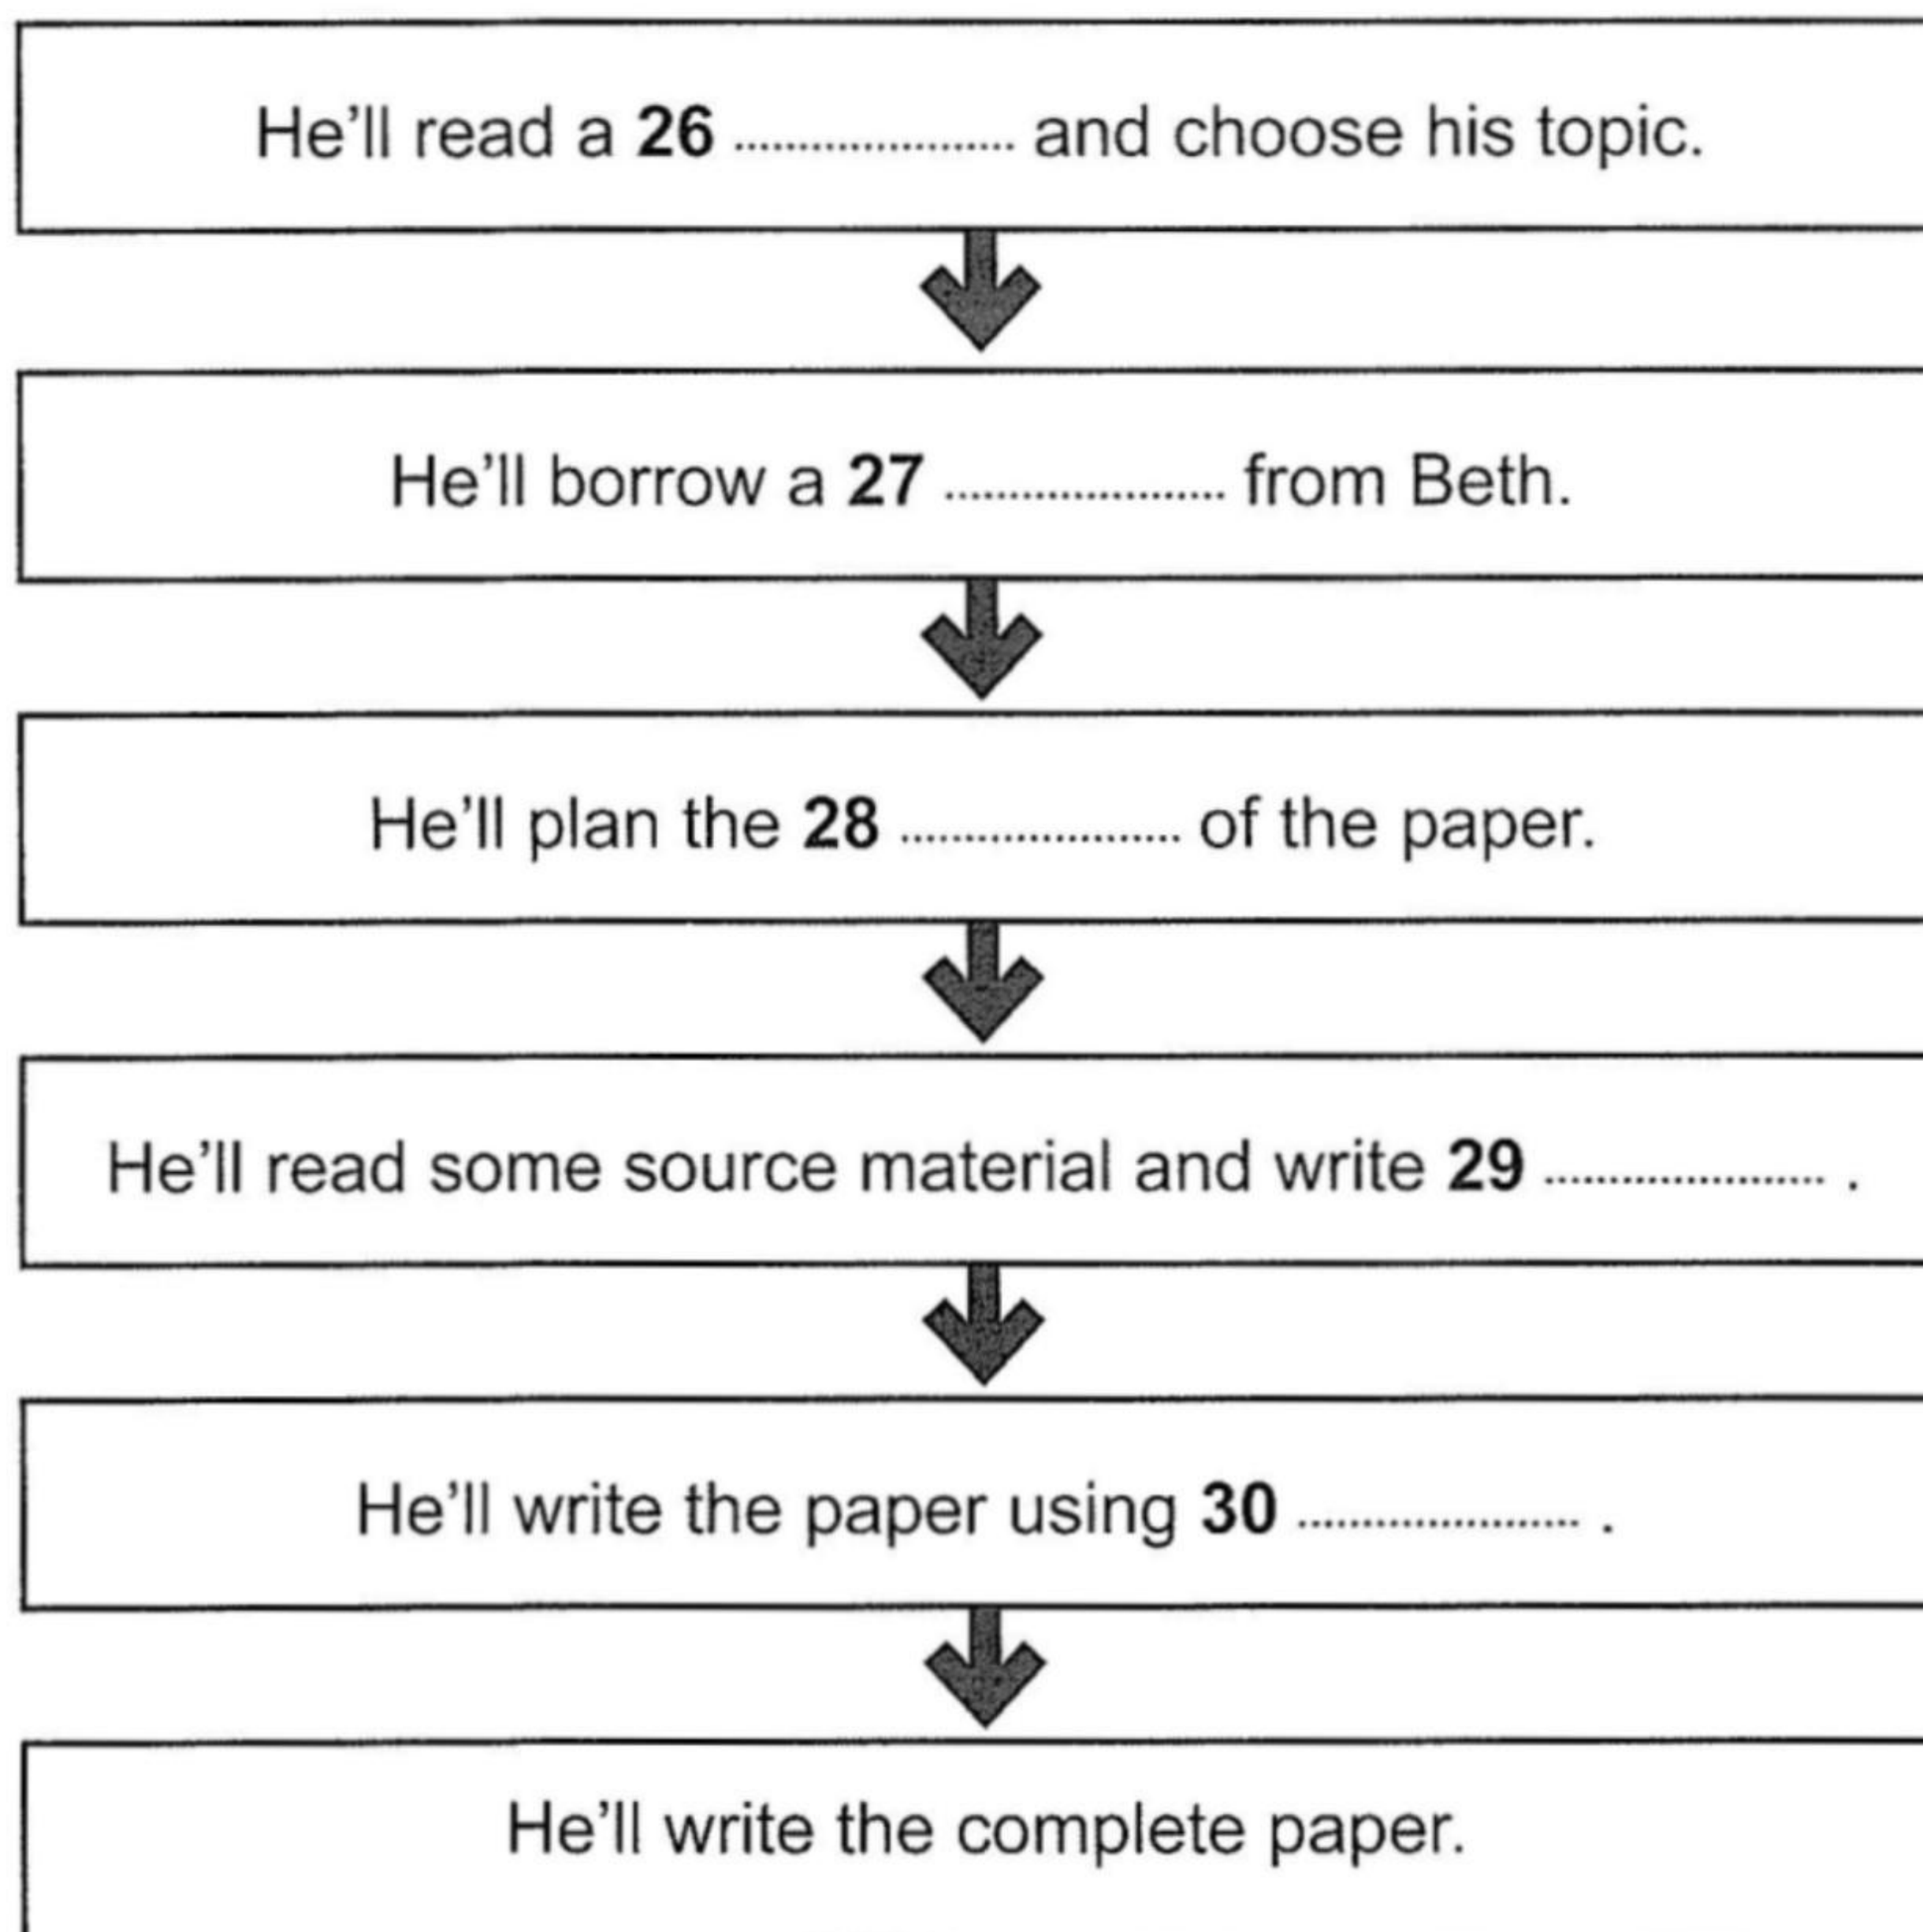 He'll read a 26 ...................... and choose his topic.
He'll borrow a 27 ...................... from Beth.
He'll plan the 28 ...................... of the paper.
He'll read some source material and write 29 ...................... .
He'll write the paper using 30 ...................... .
He'll write the complete paper.